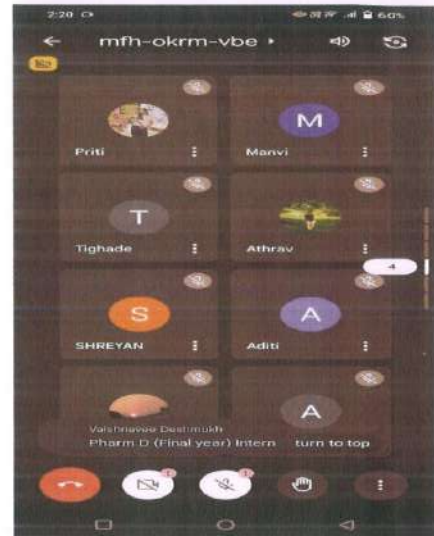 2:20 60%
mfh-okrm-vbe
Priti
M
Manvi
T
Tighade
Athrav
4
S
SHREYAN
A
Aditi
Vaishnavee Deshmukh
Pharm D (Final year) Intern
A
turn to top